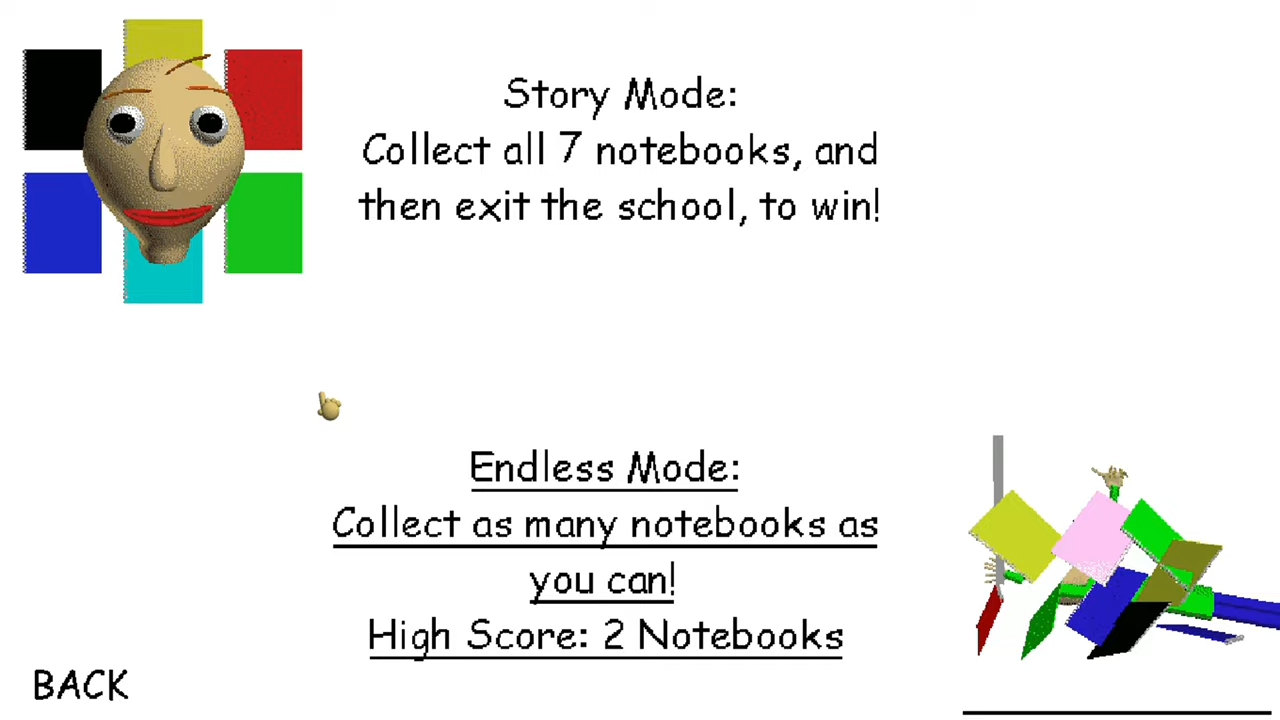 Story Mode:
Collect all 7 notebooks, and
then exit the school, to win!
Endless Mode:
Collect as many notebooks as
you can!
High Score: 2 Notebooks
BACK